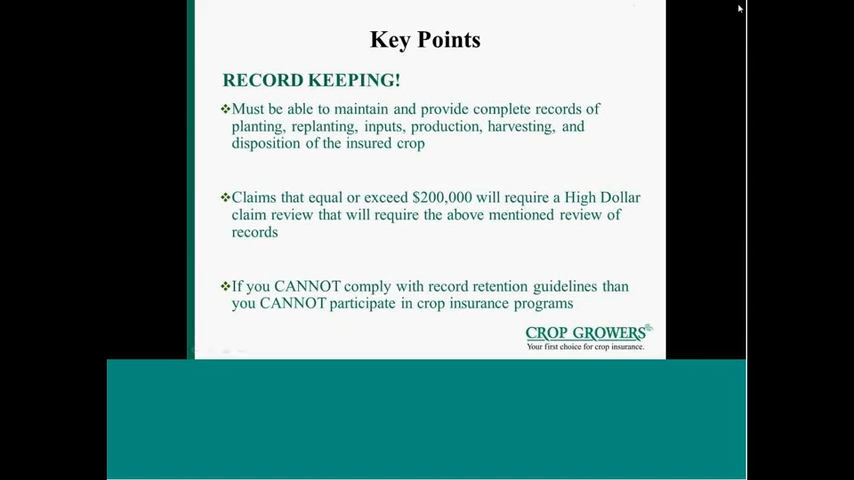 Key Points
RECORD KEEPING!
❖Must be able to maintain and provide complete records of
planting, replanting, inputs, production, harvesting, and
disposition of the insured crop
❖Claims that equal or exceed $200,000 will require a High Dollar
claim review that will require the above mentioned review of
records
❖If you CANNOT comply with record retention guidelines than
you CANNOT participate in crop insurance programs
CROP GROWERS
Your first choice for crop insurance.